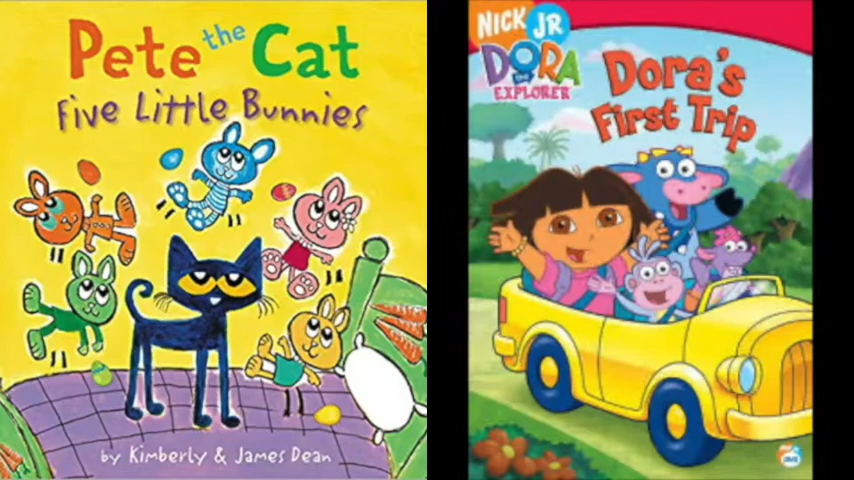 Pete the Cat
Five Little Bunnies
by Kimberly & James Dean
NICK JR
DORA
the
EXPLORER
Dora's
First Trip